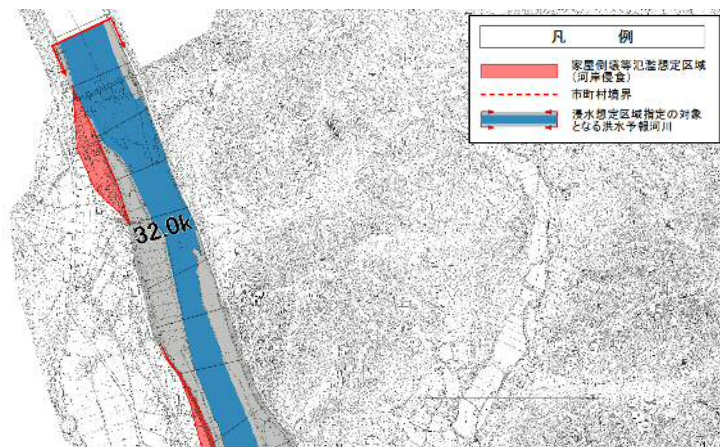 凡 例
家屋倒壊等氾濫想定区域
(河岸侵食)
市町村境界
浸水想定区域指定の対象
となる洪水予報河川
32.0k